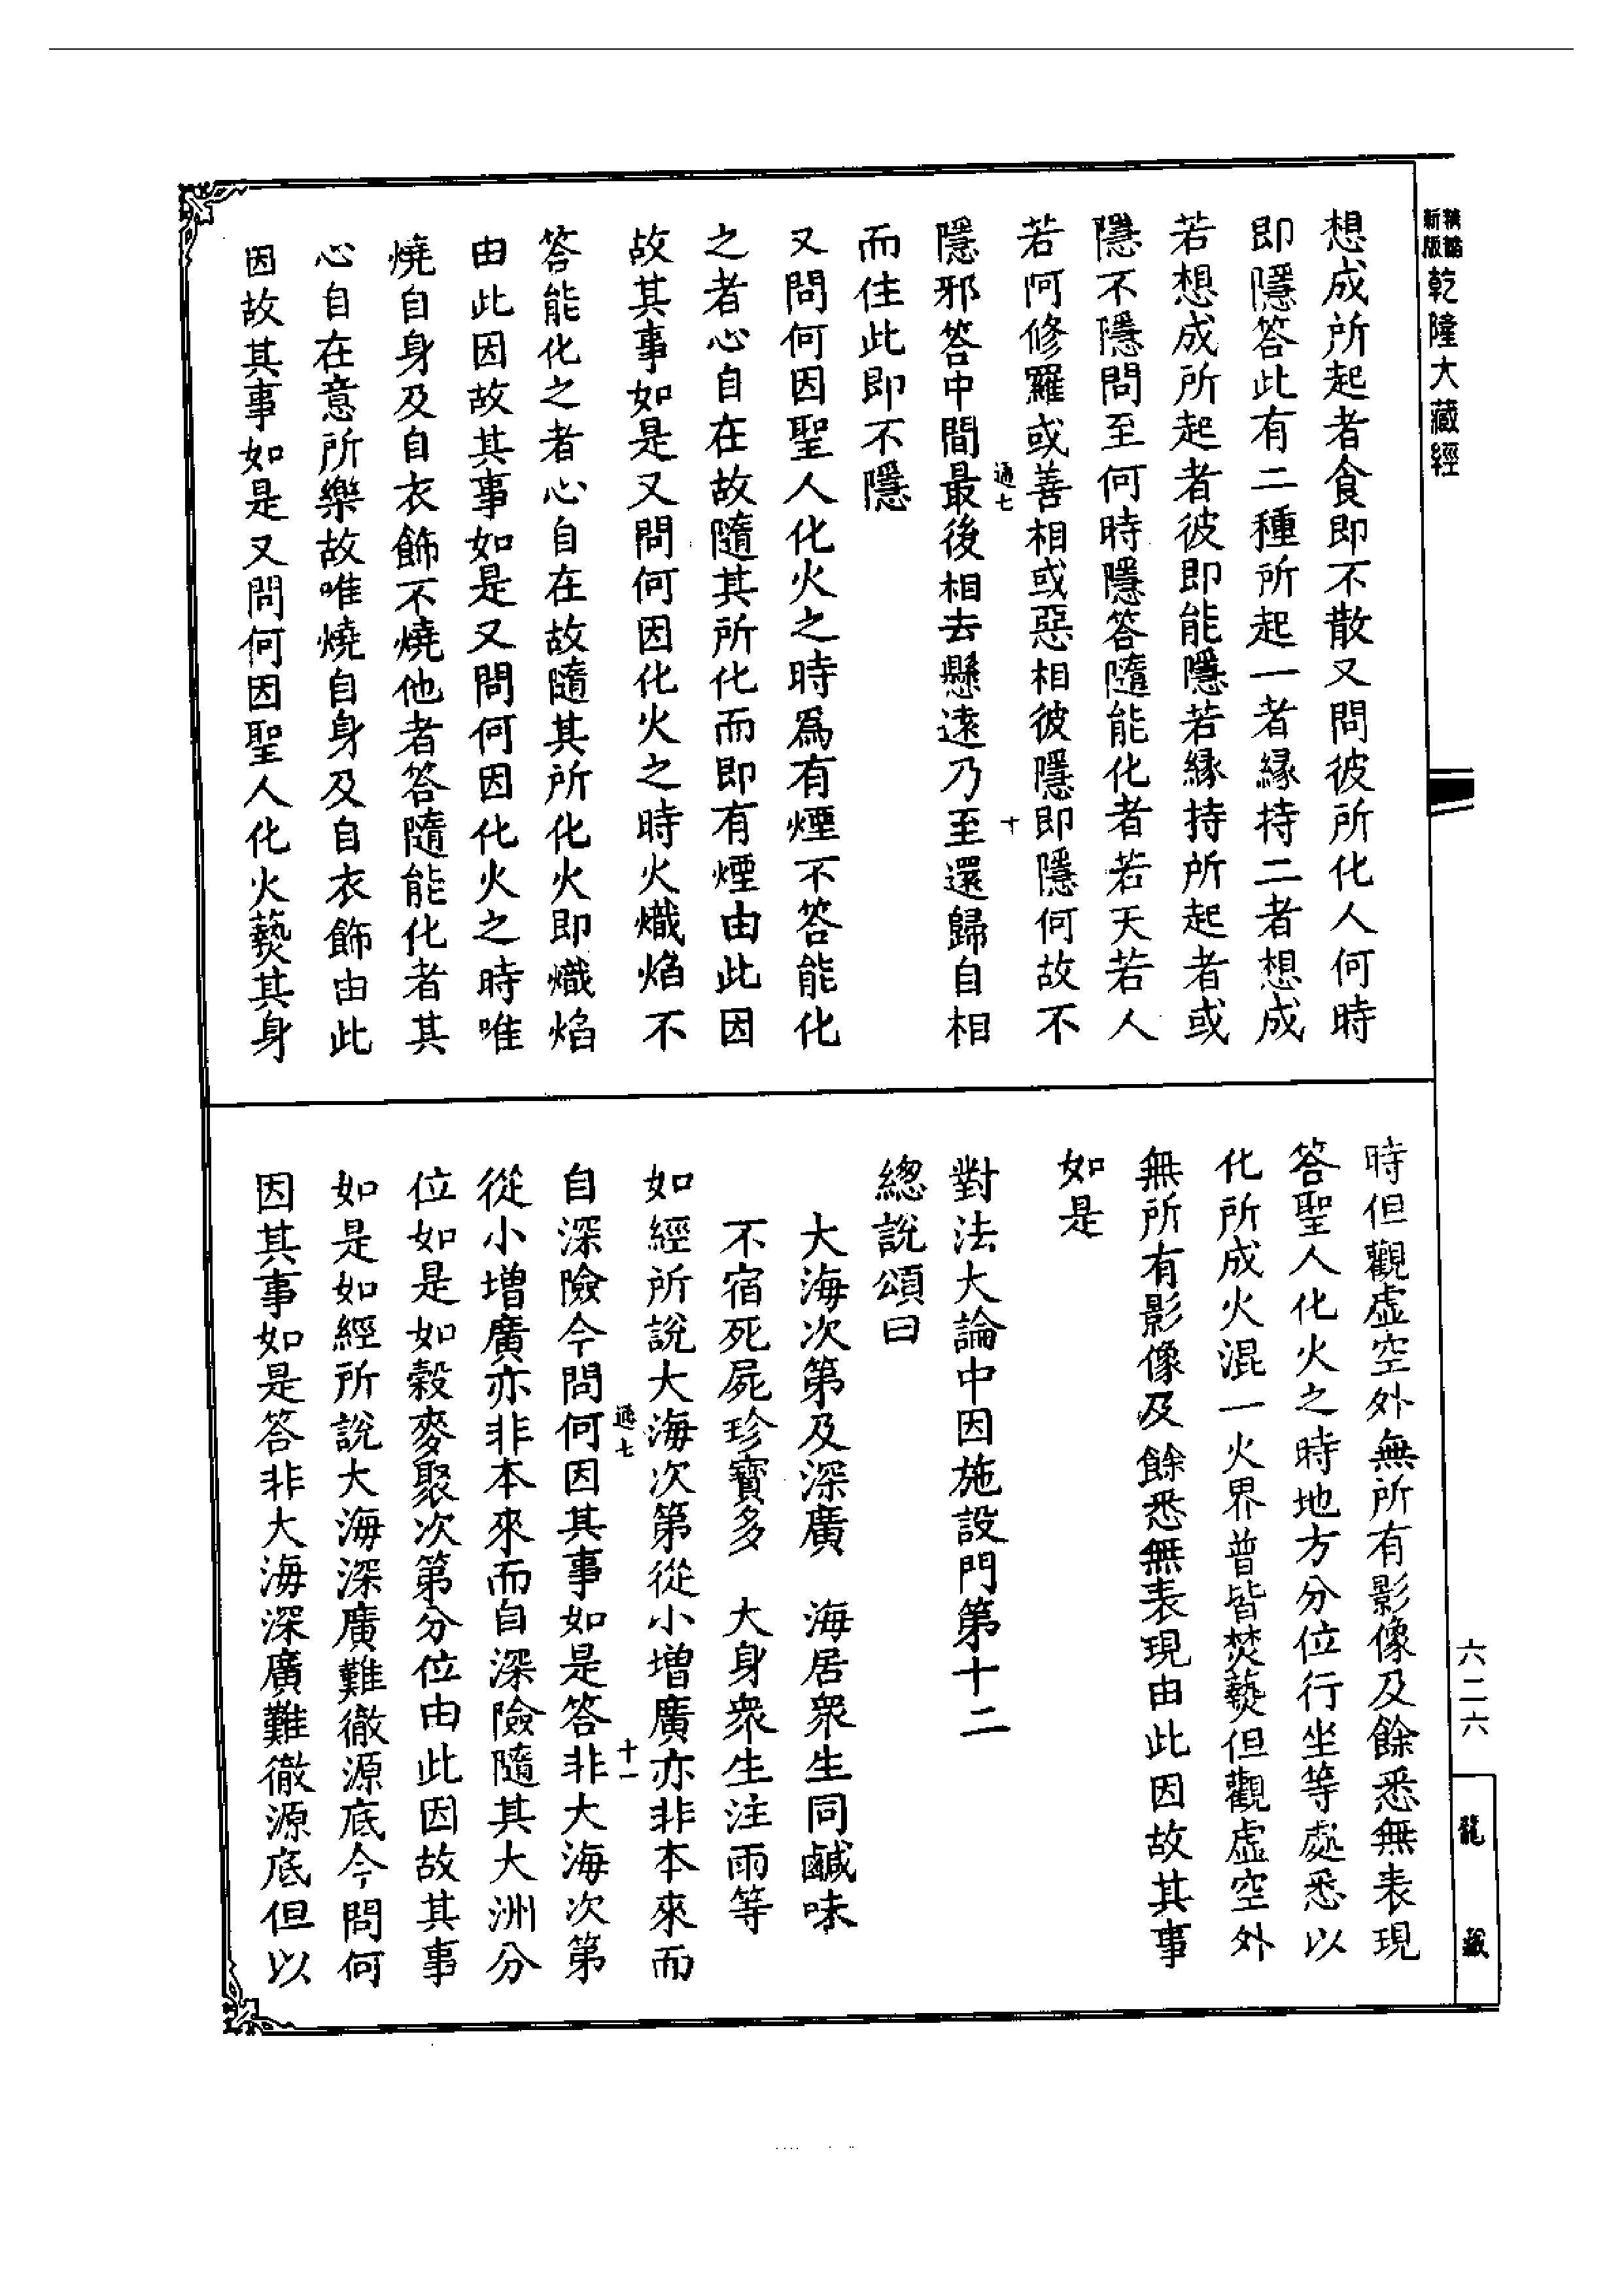 新版
乾隆大藏經
想成所起者食即不散又問彼所化人何時
即隱答此有二種所起一者緣持二者想成
若想成所起者彼即能隱若緣持所起者或
隱不隱問至何時隱答隨能化者若天若人
若阿修羅或善相或惡相彼隱即隱何故不
通七
十
隱邪答中間最後相去懸遠乃至還歸自相
而住此即不隱
又問何因聖人化火之時爲有煙不答能化
之者心自在故隨其所化而即有煙由此因
故其事如是又問何因化火之時火熾焰不
答能化之者心自在故隨其所化火即熾焰
由此因故其事如是又問何因化火之時唯
燒自身及自衣飾不燒他者答隨能化者其
心自在意所樂故唯燒自身及自衣飾由此
因故其事如是又問何因聖人化火爇其身
時但觀虛空外無所有影像及餘悉無表現
答聖人化火之時地方分位行坐等處悉以
化所成火混一火界普皆焚爇但觀虛空外
無所有影像及餘悉無表現由此因故其事
如是
對法大論中因施設門第十二
總說頌曰
大海次第及深廣　海居衆生同鹹味
不宿死屍珍寶多　大身衆生注雨等
如經所說大海次第從小增廣亦非本來而
通七
十一
自深險今問何因其事如是答非大海次第
從小增廣亦非本來而自深險隨其大洲分
位如是如穀麥聚次第分位由此因故其事
如是如經所說大海深廣難徹源底今問何
因其事如是答非大海深廣難徹源底但以
六二六
龍藏